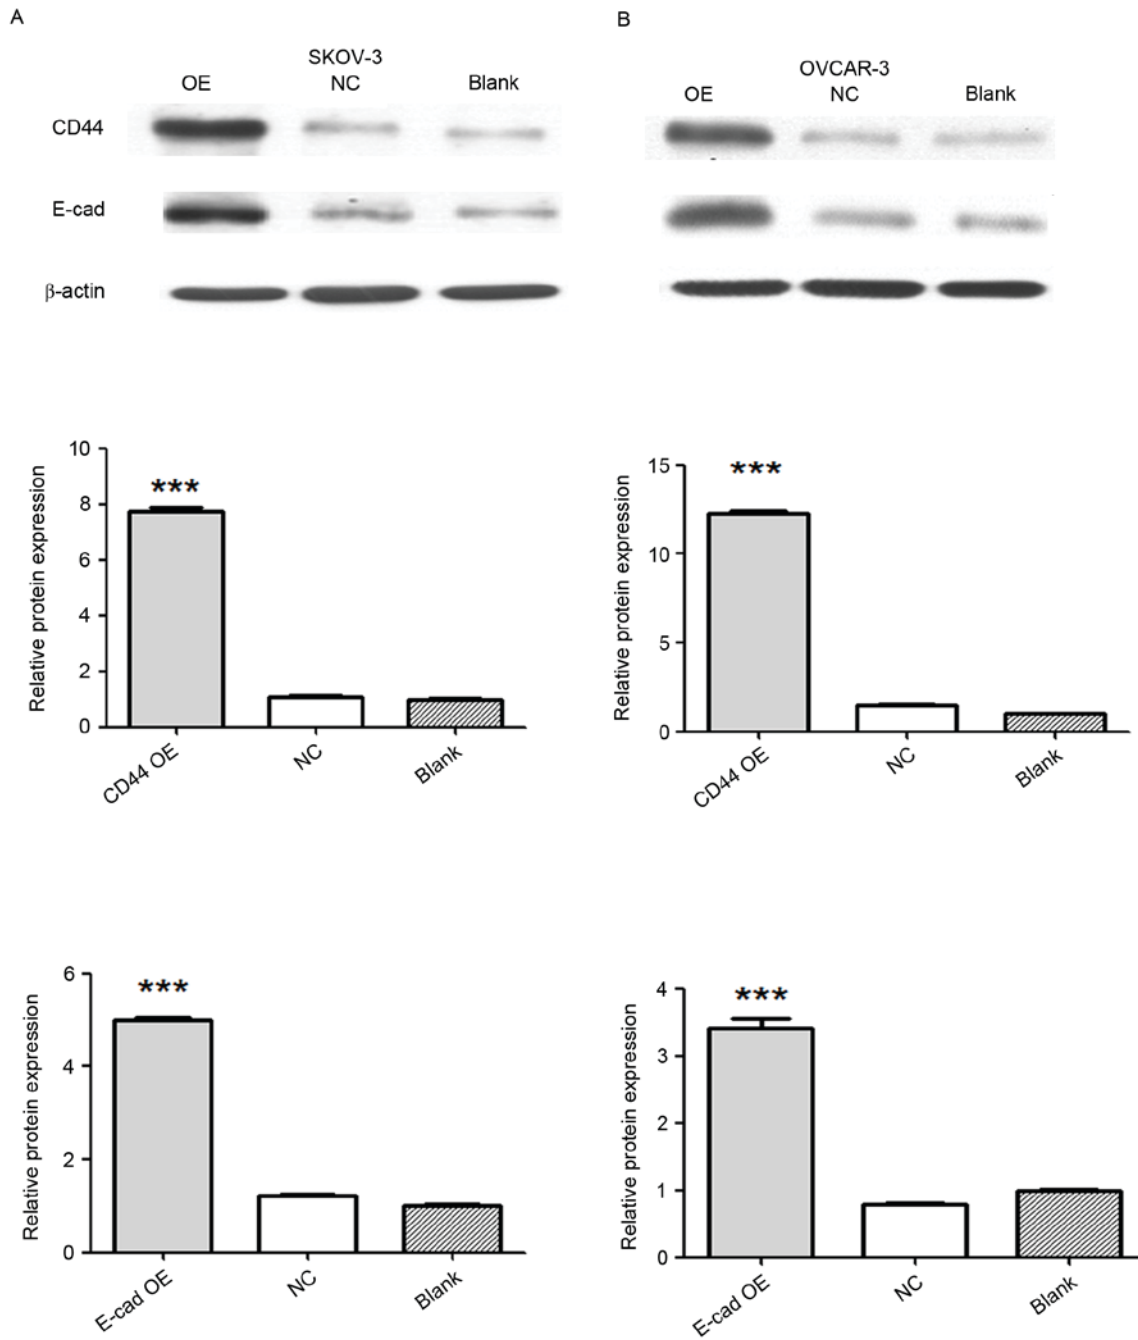 A
SKOV-3
OE NC Blank
CD44
E-cad
β-actin
B
OVCAR-3
OE NC Blank
Relative protein expression
10
8
6
4
2
0
***
CD44 OE NC Blank
Relative protein expression
15
10
5
0
***
CD44 OE NC Blank
Relative protein expression
6
4
2
0
***
E-cad OE NC Blank
Relative protein expression
4
3
2
1
0
***
E-cad OE NC Blank